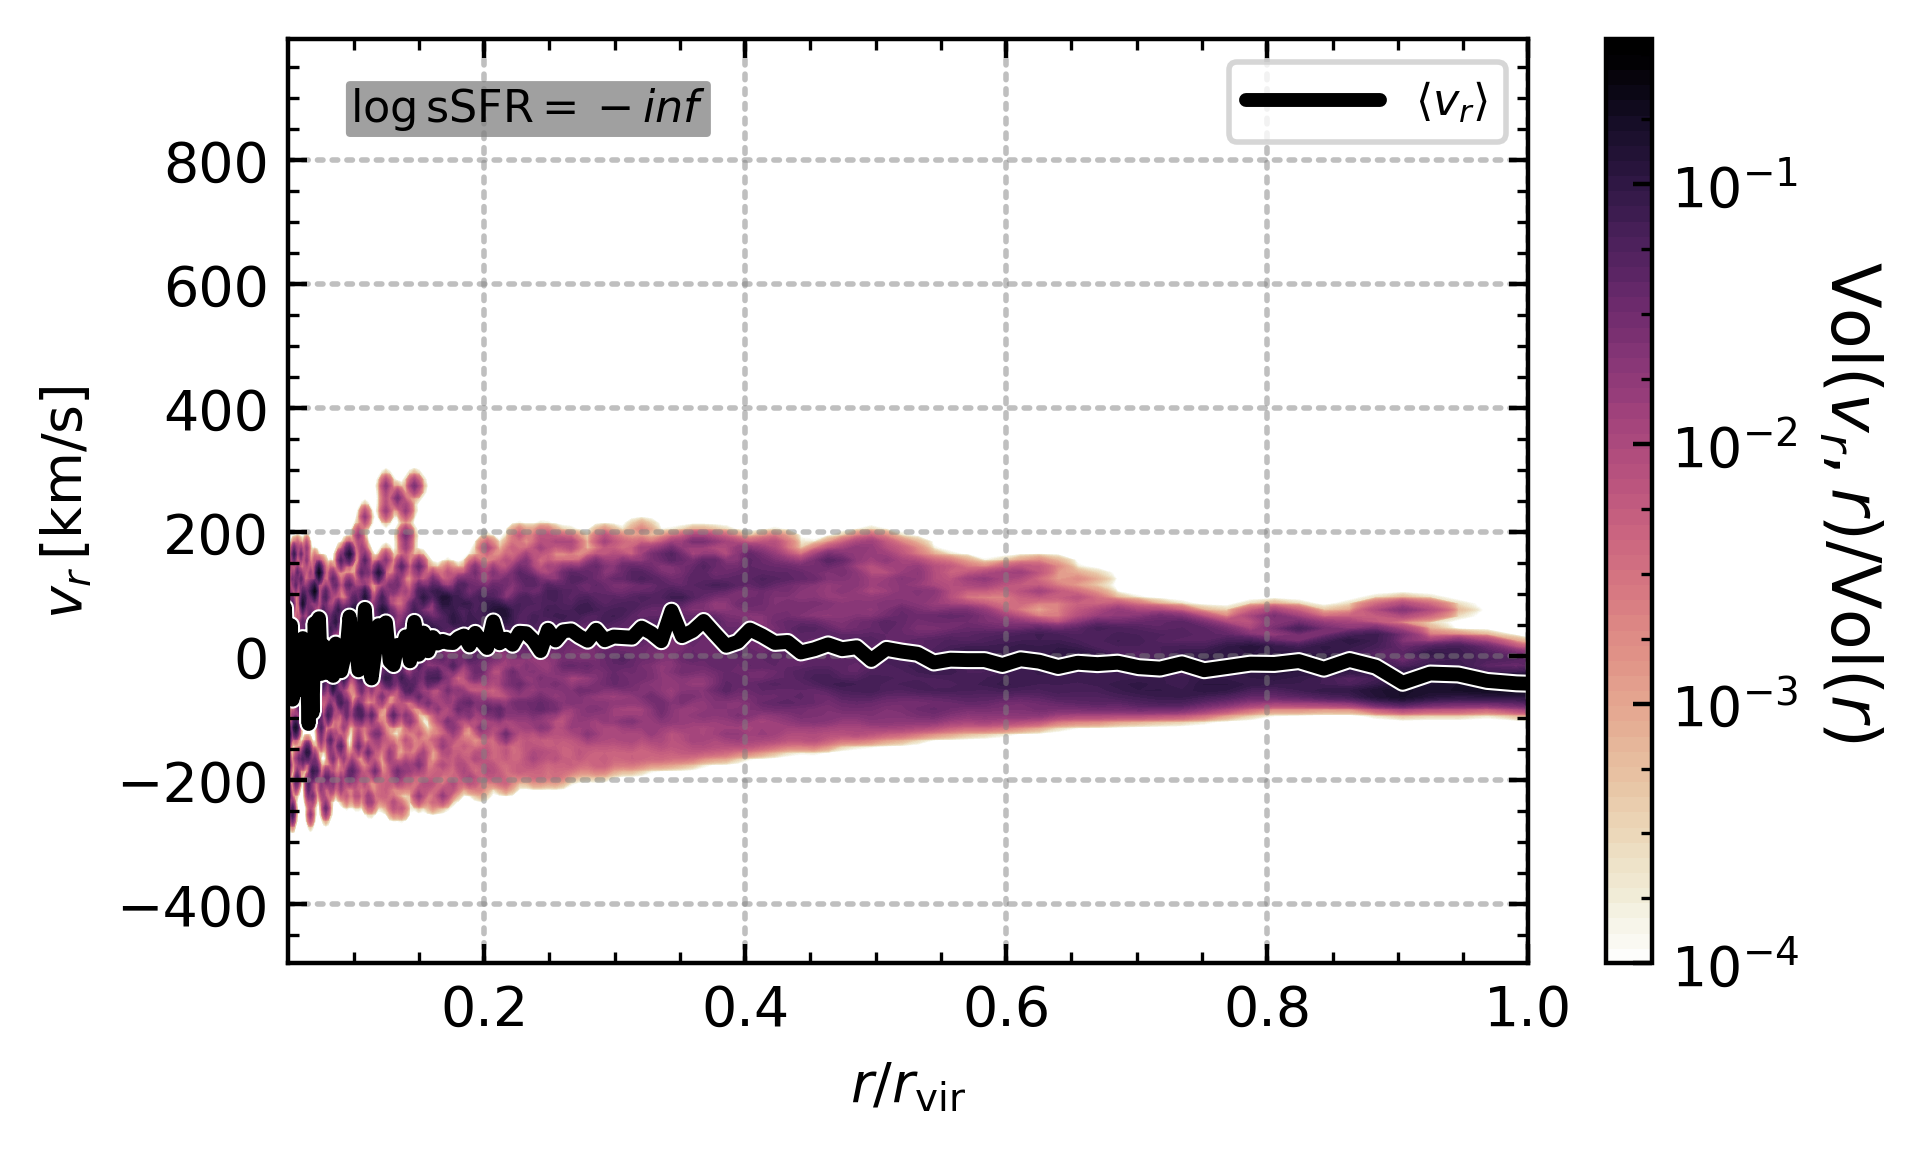 log sSFR = −inf
⟨v_r⟩
800
600
400
200
0
−200
−400
v_r [km/s]
0.2 0.4 0.6 0.8 1.0
r/r_vir
10^−1
10^−2
10^−3
10^−4
Vol(v_r, r)/Vol(r)